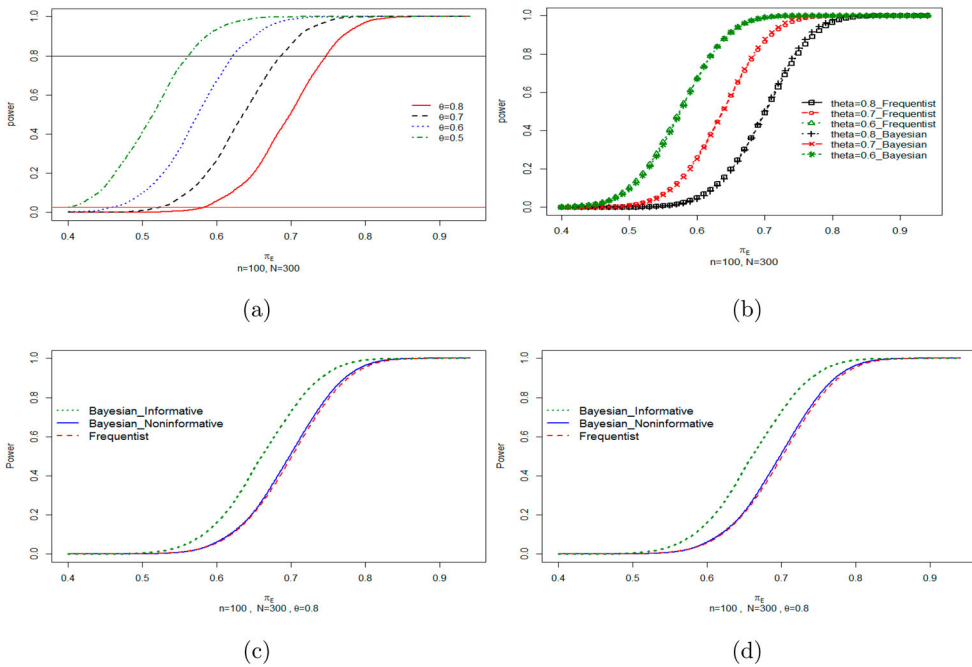 1.0
0.8
0.6
0.4
0.2
0.0
power
θ=0.8
θ=0.7
θ=0.6
θ=0.5
0.4 0.5 0.6 0.7 0.8 0.9
πE
n=100, N=300
(a)
1.0
0.8
0.6
0.4
0.2
0.0
power
theta=0.8_Frequentist
theta=0.7_Frequentist
theta=0.6_Frequentist
theta=0.8_Bayesian
theta=0.7_Bayesian
theta=0.6_Bayesian
0.4 0.5 0.6 0.7 0.8 0.9
πE
n=100, N=300
(b)
1.0
0.8
0.6
0.4
0.2
0.0
Power
Bayesian_Informative
Bayesian_Noninformative
Frequentist
0.4 0.5 0.6 0.7 0.8 0.9
πE
n=100 , N=300 , θ=0.8
(c)
1.0
0.8
0.6
0.4
0.2
0.0
Power
Bayesian_Informative
Bayesian_Noninformative
Frequentist
0.4 0.5 0.6 0.7 0.8 0.9
πE
n=100 , N=300 , θ=0.8
(d)